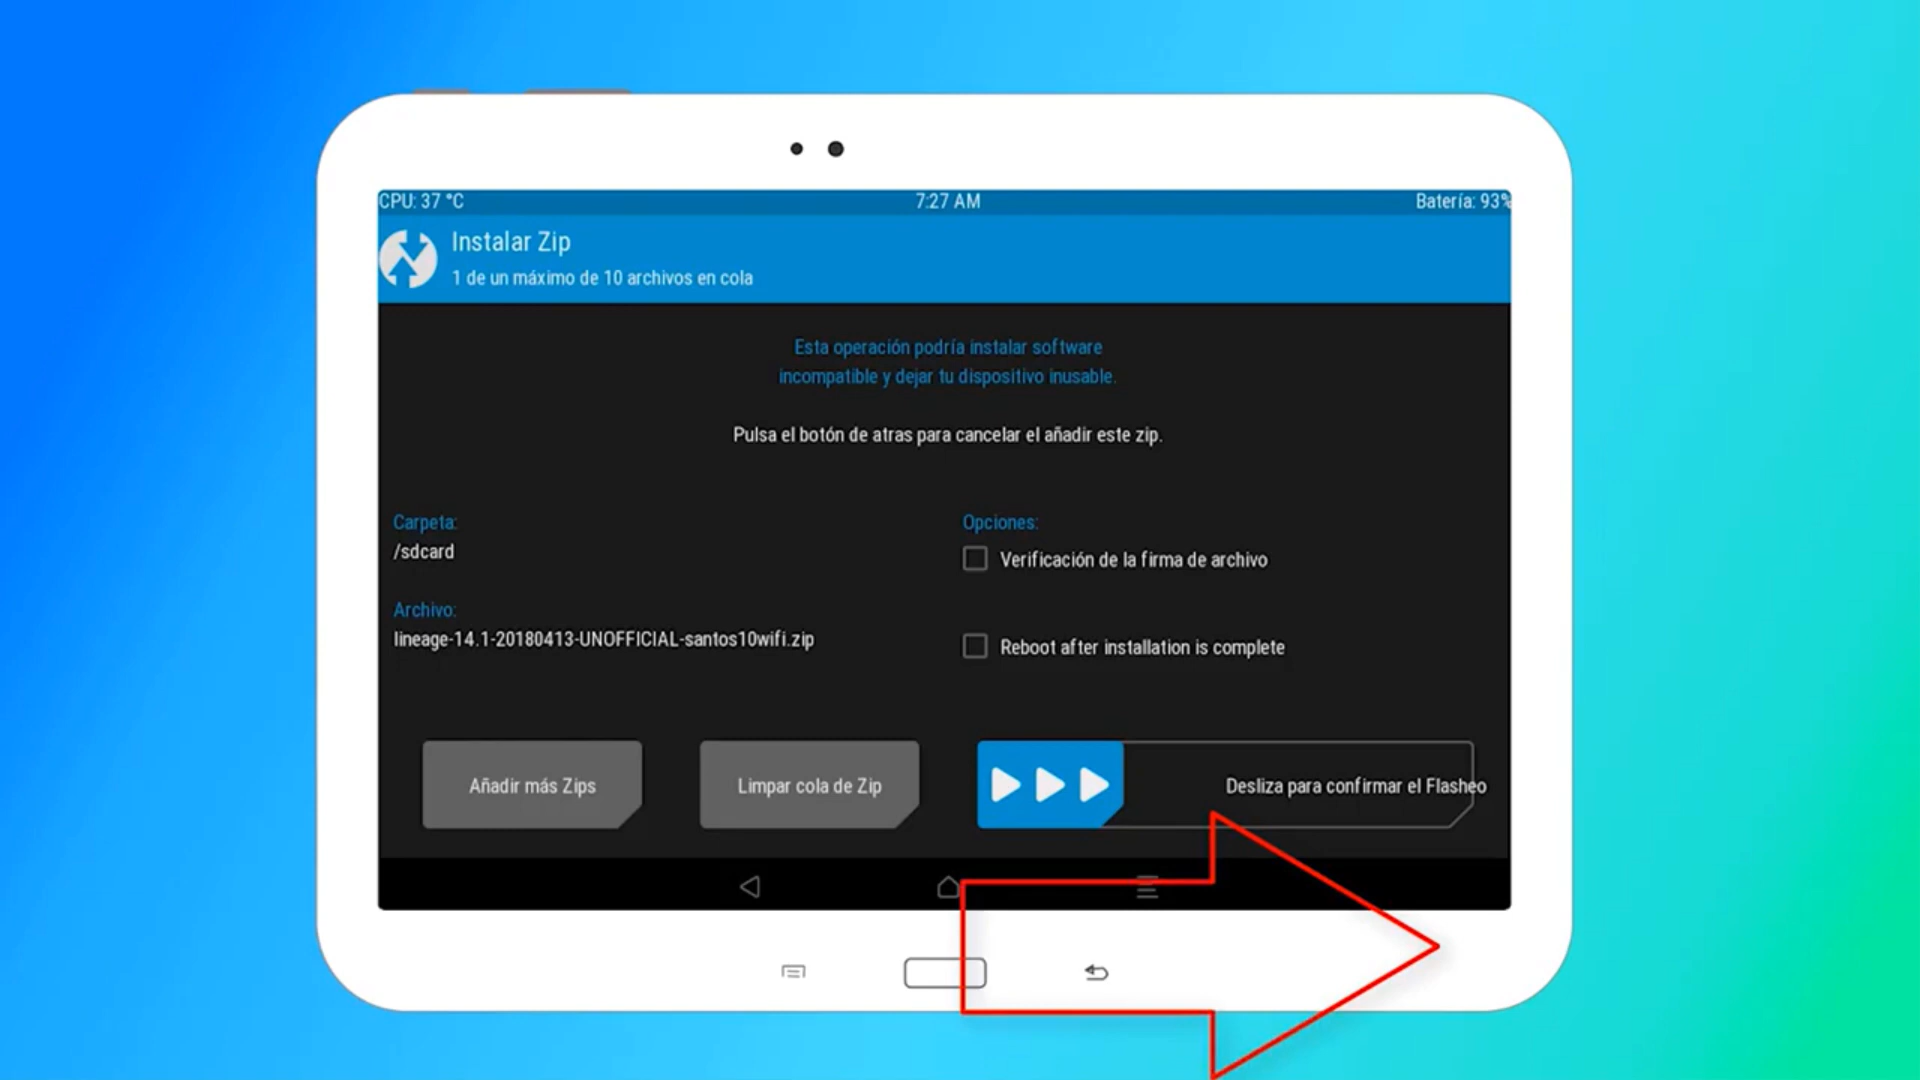 CPU: 37 °C
7:27 AM
Batería: 93%
Instalar Zip
1 de un máximo de 10 archivos en cola
Esta operación podría instalar software
incompatible y dejar tu dispositivo inusable.
Pulsa el botón de atras para cancelar el añadir este zip.
Carpeta:
/sdcard
Archivo:
lineage-14.1-20180413-UNOFFICIAL-santos10wifi.zip
Opciones:
Verificación de la firma de archivo
Reboot after installation is complete
Añadir más Zips
Limpar cola de Zip
Desliza para confirmar el Flasheo